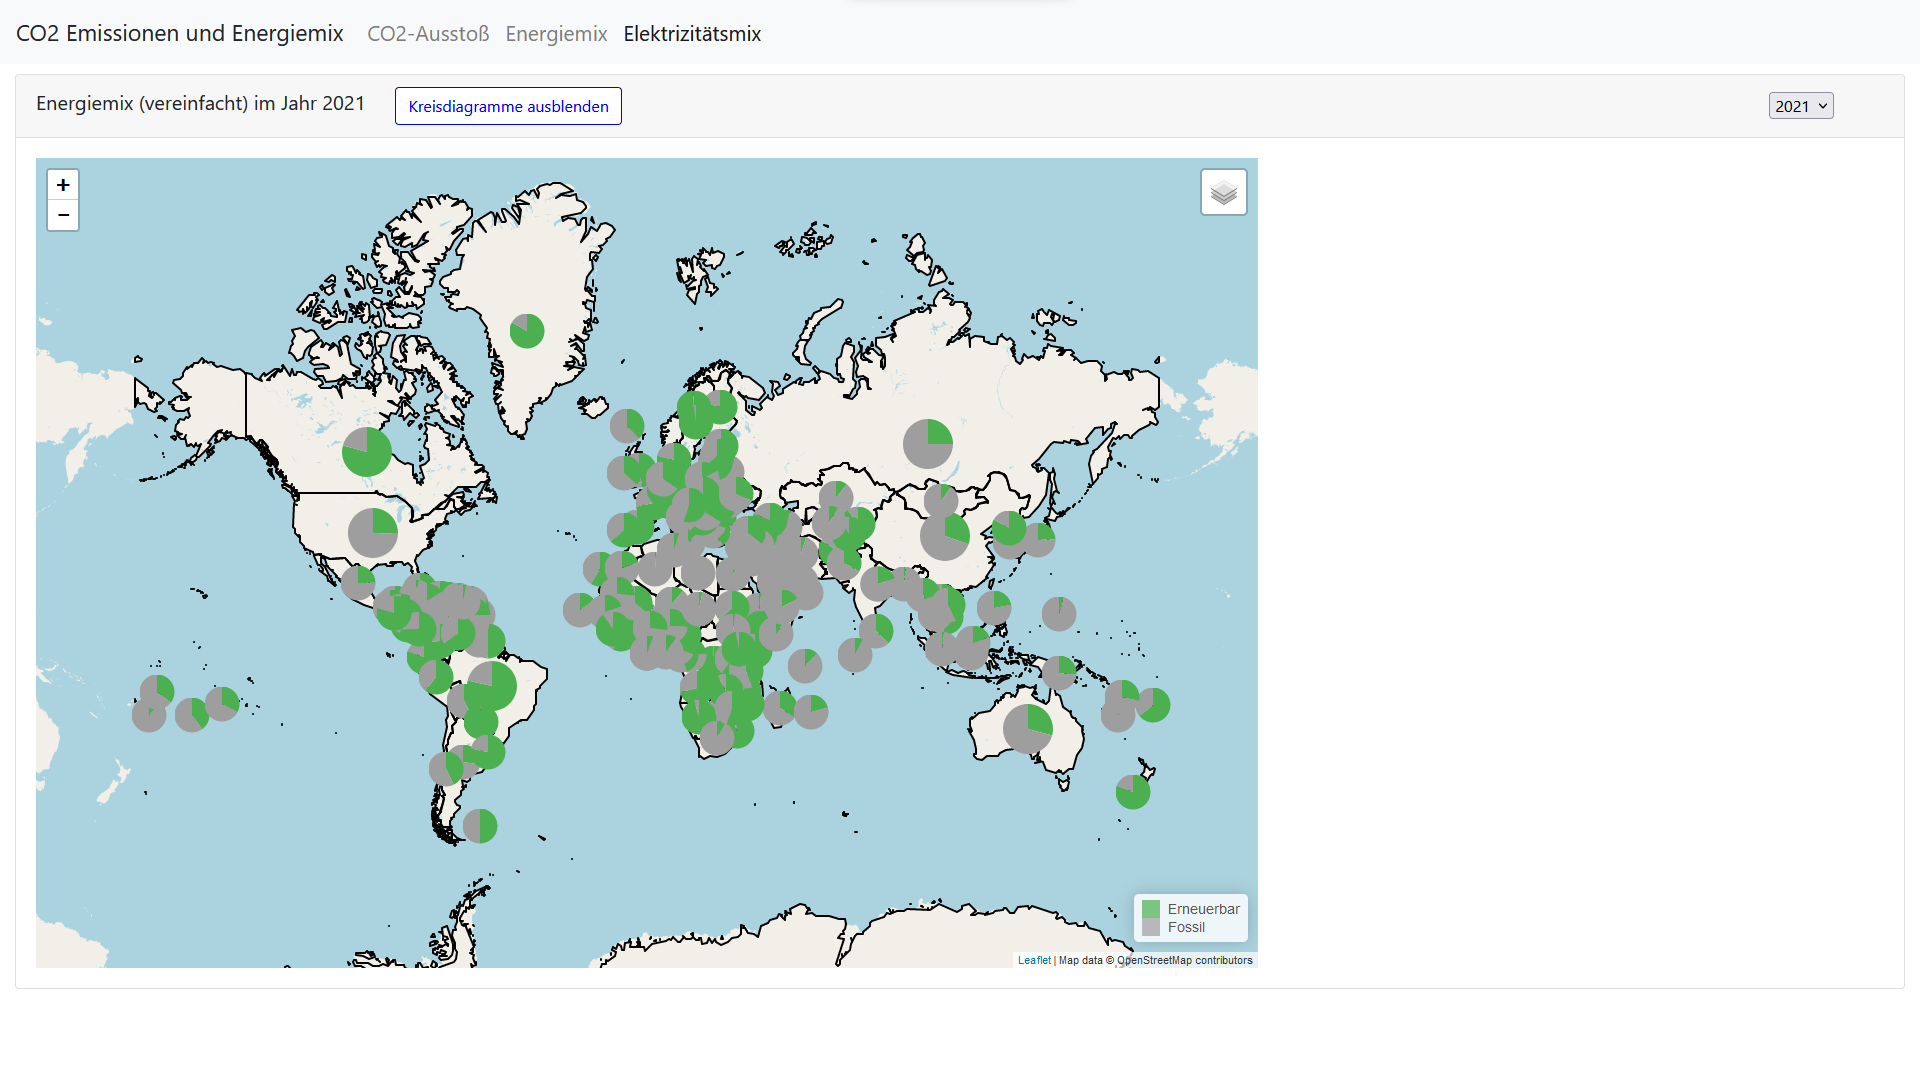 CO2 Emissionen und Energiemix CO2-Ausstoß Energiemix Elektrizitätsmix
Energiemix (vereinfacht) im Jahr 2021 Kreisdiagramme ausblenden 2021
+
−
Erneuerbar
Fossil
Leaflet | Map data © OpenStreetMap contributors